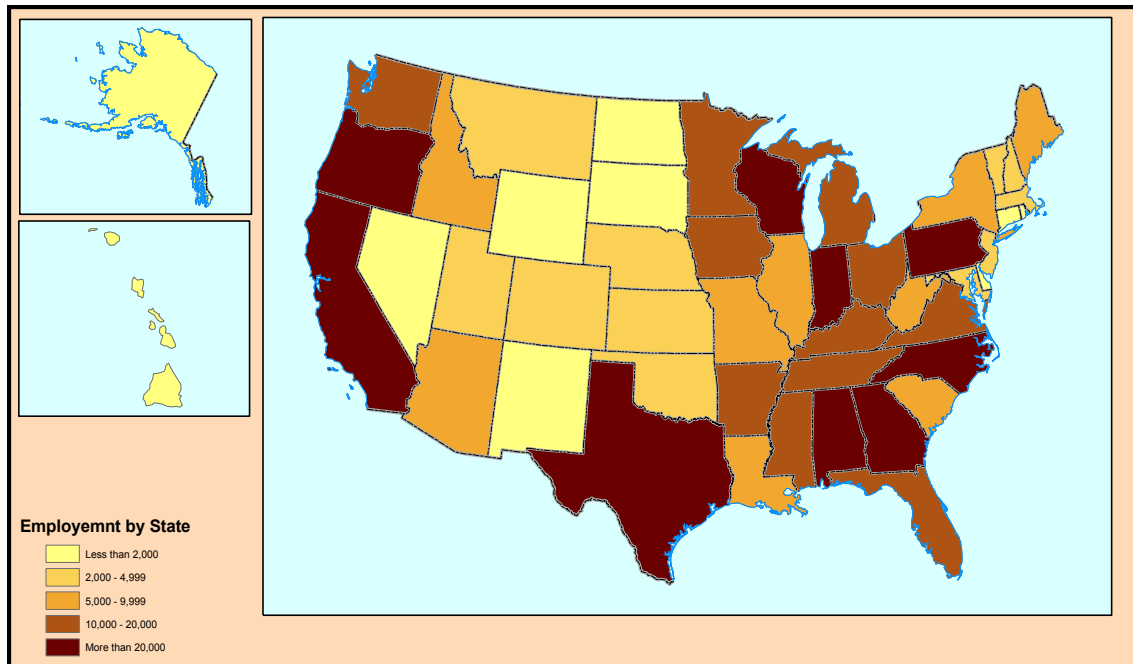 Employemnt by State
Less than 2,000
2,000 - 4,999
5,000 - 9,999
10,000 - 20,000
More than 20,000